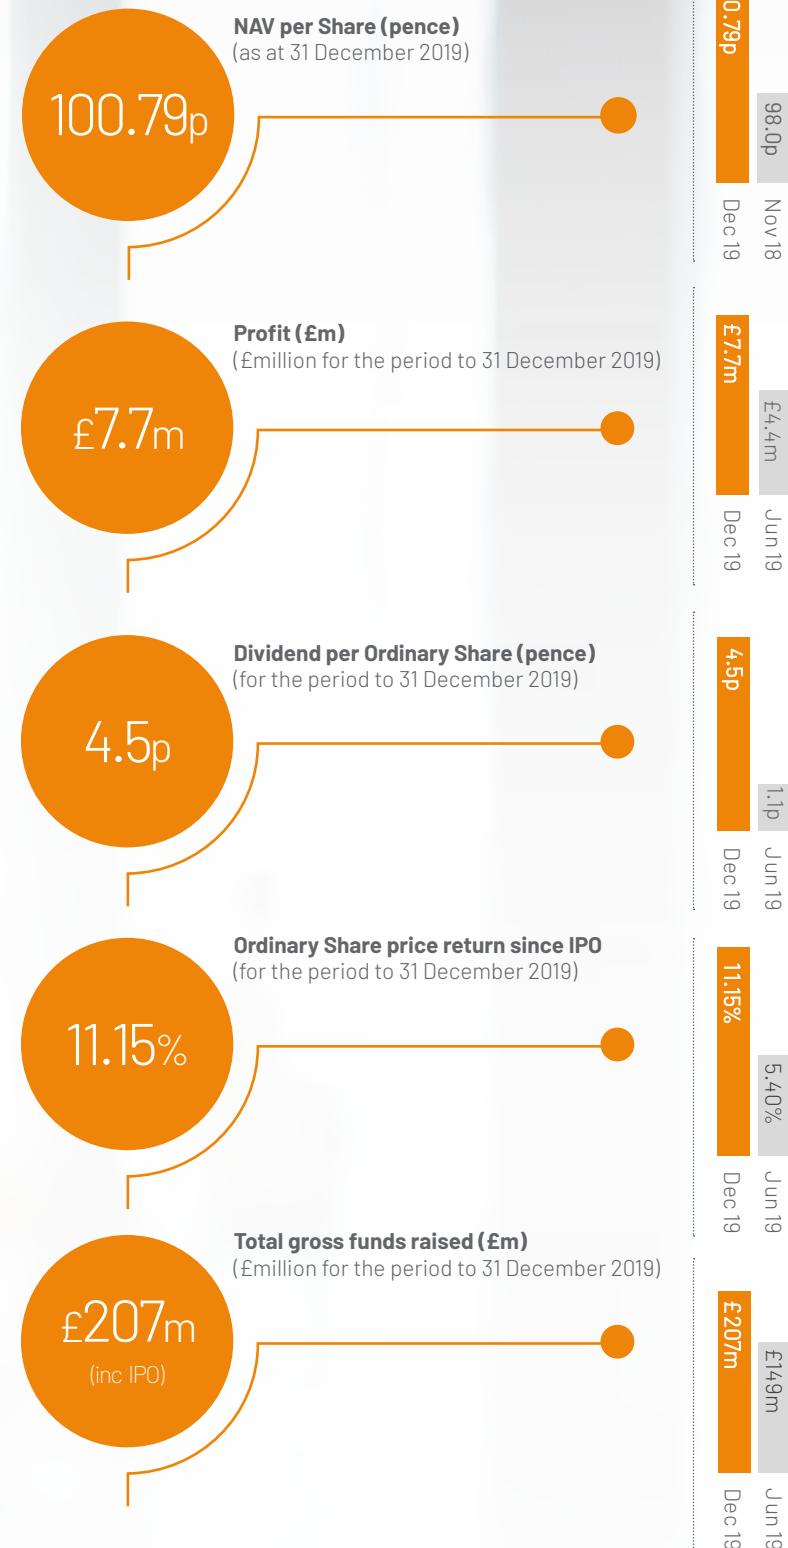 NAV per Share (pence)
(as at 31 December 2019)
100.79p
0.79p
98.0p
Dec 19
Nov 18
Profit (£m)
(£million for the period to 31 December 2019)
£7.7m
£7.7m
£4.4m
Dec 19
Jun 19
Dividend per Ordinary Share (pence)
(for the period to 31 December 2019)
4.5p
4.5p
1.1p
Dec 19
Jun 19
Ordinary Share price return since IPO
(for the period to 31 December 2019)
11.15%
11.15%
5.40%
Dec 19
Jun 19
Total gross funds raised (£m)
(£million for the period to 31 December 2019)
£207m
(inc IPO)
£207m
£149m
Dec 19
Jun 19